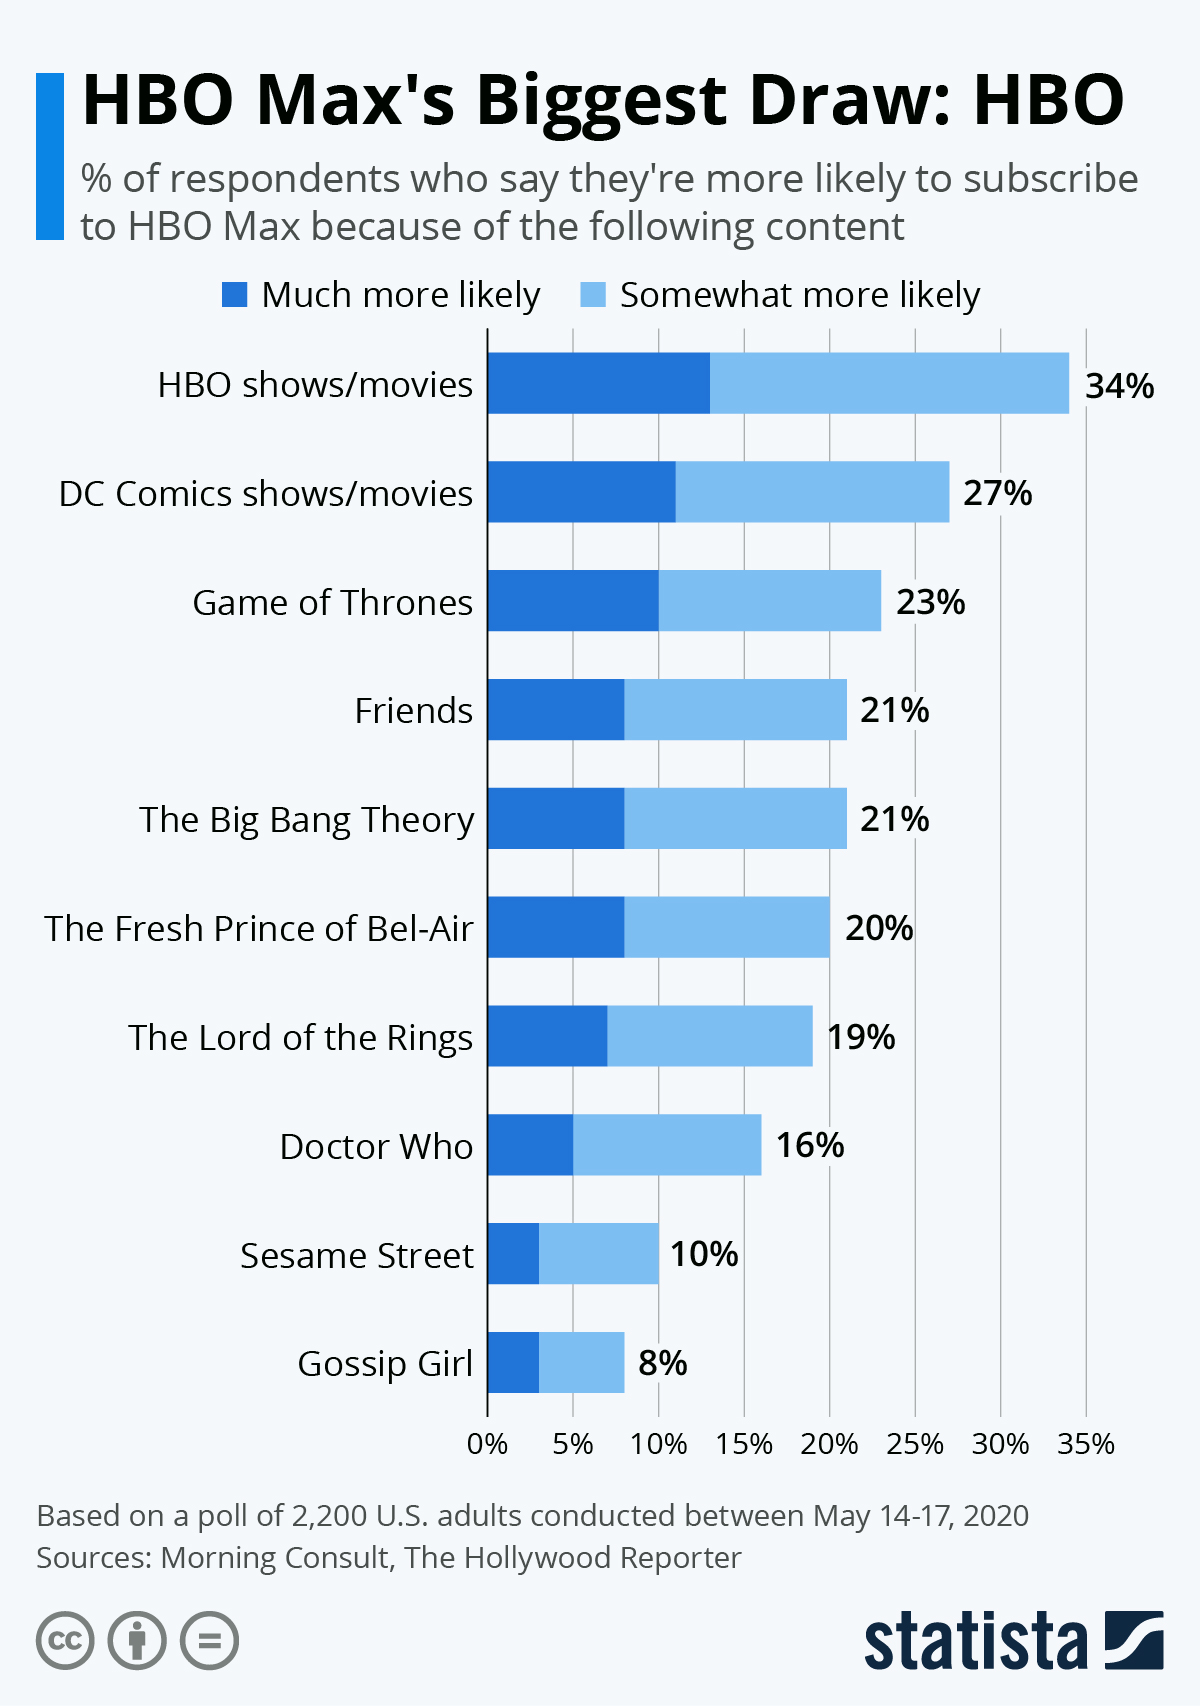 HBO Max's Biggest Draw: HBO
% of respondents who say they're more likely to subscribe
to HBO Max because of the following content
Much more likely Somewhat more likely
HBO shows/movies 34%
DC Comics shows/movies 27%
Game of Thrones 23%
Friends 21%
The Big Bang Theory 21%
The Fresh Prince of Bel-Air 20%
The Lord of the Rings 19%
Doctor Who 16%
Sesame Street 10%
Gossip Girl 8%
0% 5% 10% 15% 20% 25% 30% 35%
Based on a poll of 2,200 U.S. adults conducted between May 14-17, 2020
Sources: Morning Consult, The Hollywood Reporter
cc statista